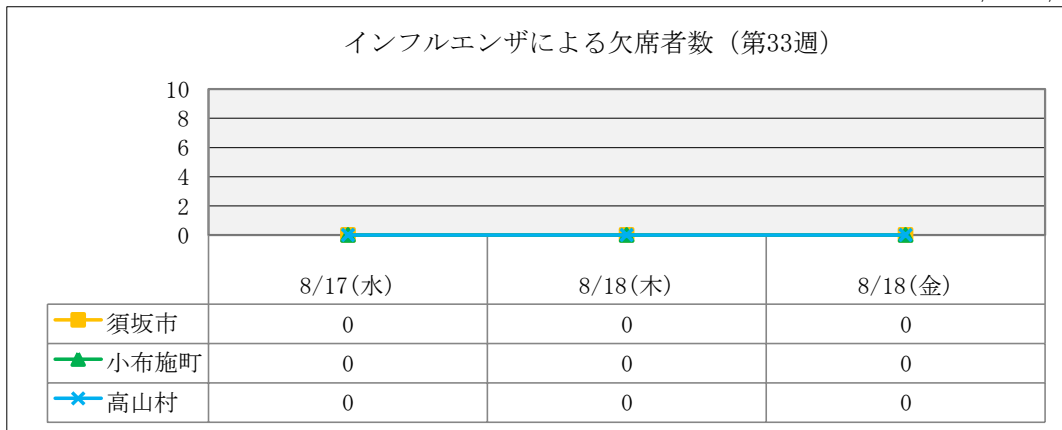 インフルエンザによる欠席者数（第33週）
10
8
6
4
2
0
8/17(水) 8/18(木) 8/18(金)
須坂市 0 0 0
小布施町 0 0 0
高山村 0 0 0